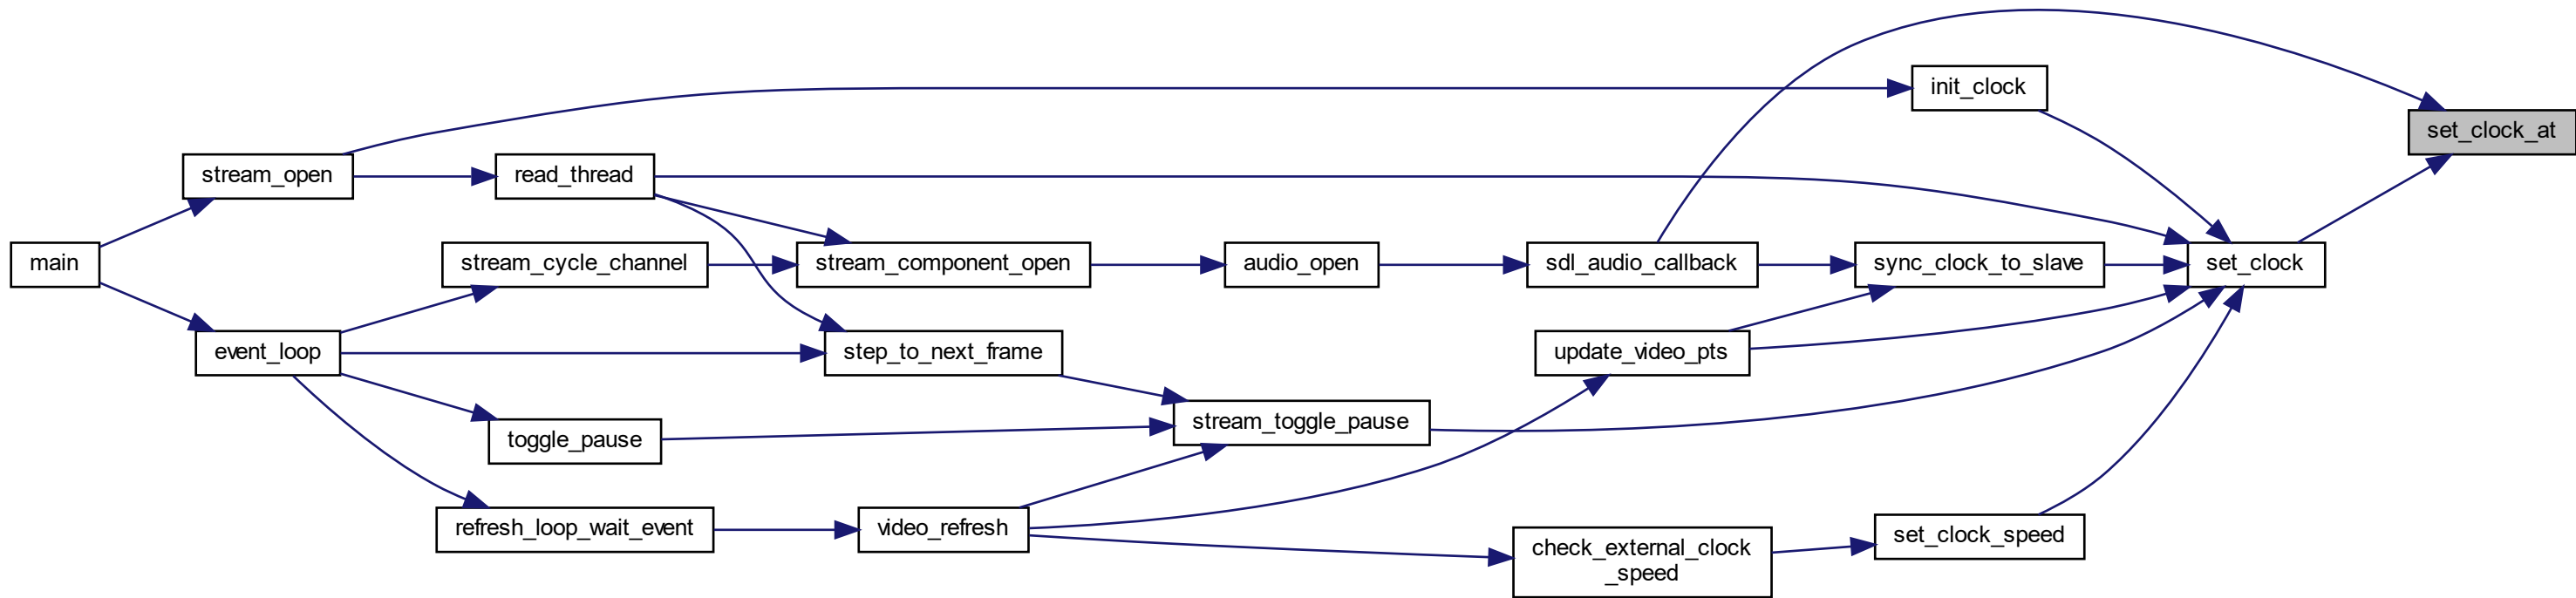 init_clock
set_clock_at
stream_open
read_thread
main
stream_cycle_channel
stream_component_open
audio_open
sdl_audio_callback
sync_clock_to_slave
set_clock
event_loop
step_to_next_frame
update_video_pts
toggle_pause
stream_toggle_pause
refresh_loop_wait_event
video_refresh
check_external_clock
_speed
set_clock_speed